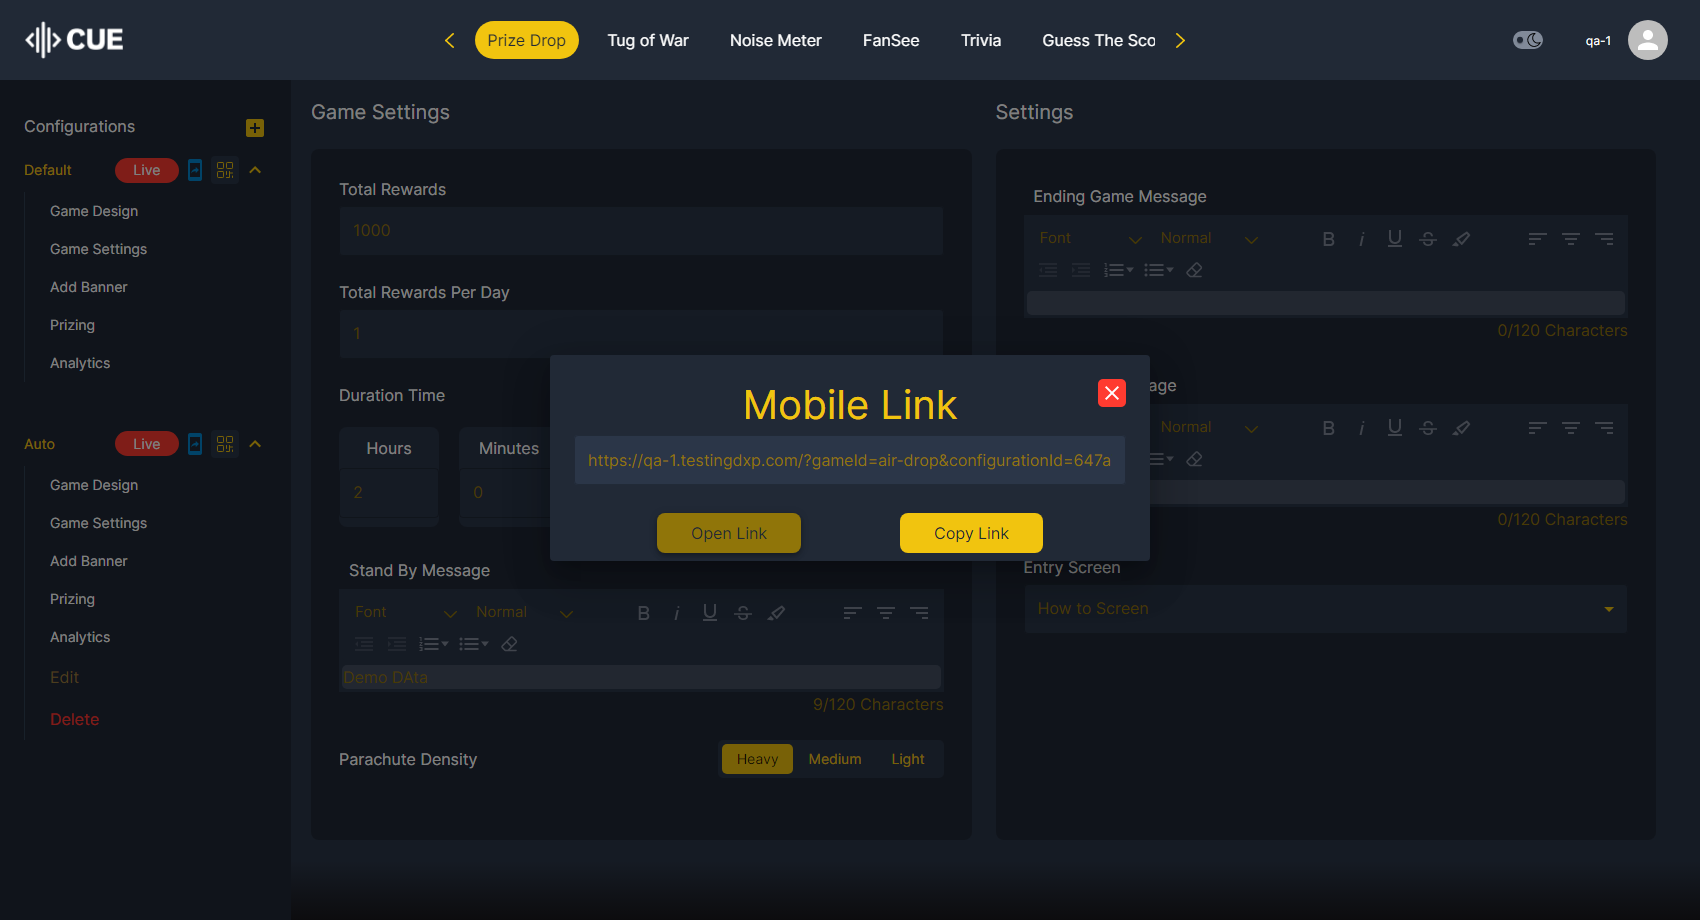 CUE
Prize Drop
Tug of War
Noise Meter
FanSee
Trivia
Guess The Sco
qa-1
Configurations
Default
Live
Game Design
Game Settings
Add Banner
Prizing
Analytics
Auto
Live
Game Design
Game Settings
Add Banner
Prizing
Analytics
Edit
Delete
Game Settings
Total Rewards
1000
Total Rewards Per Day
1
Duration Time
Hours
Minutes
2
0
Stand By Message
Font
Normal
B i U S
Demo DAta
9/120 Characters
Parachute Density
Heavy
Medium
Light
Mobile Link
https://qa-1.testingdxp.com/?gameId=air-drop&configurationId=647a
Open Link
Copy Link
Settings
Ending Game Message
Font
Normal
B i U S
0/120 Characters
age
Normal
B i U S
0/120 Characters
Entry Screen
How to Screen